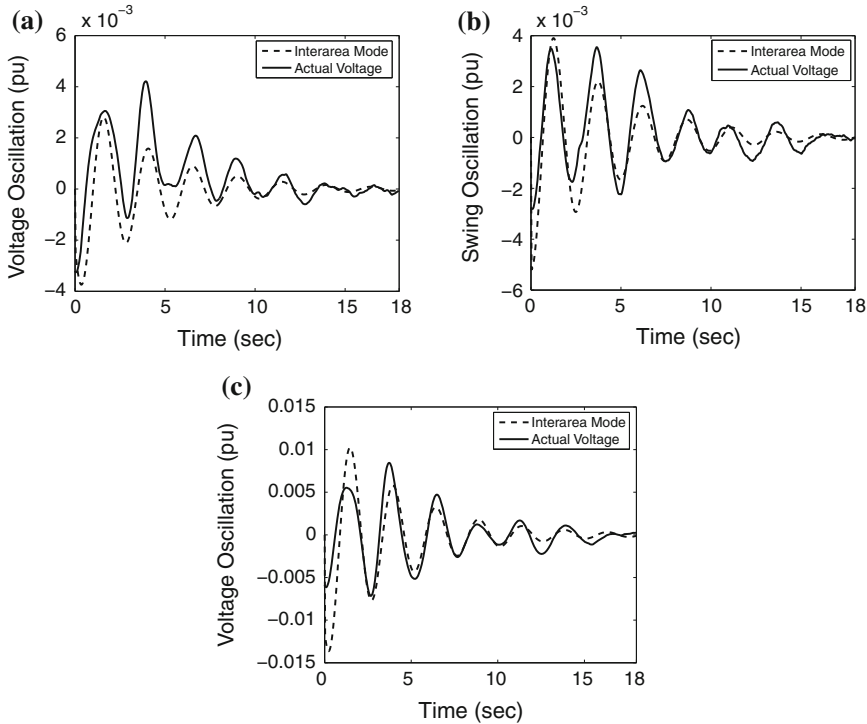 (a)
x 10⁻³
6
4
2
0
−2
−4
Voltage Oscillation (pu)
Interarea Mode
Actual Voltage
0 5 10 15 18
Time (sec)
(b)
x 10⁻³
4
2
0
−2
−4
−6
Swing Oscillation (pu)
Interarea Mode
Actual Voltage
0 5 10 15 18
Time (sec)
(c)
0.015
0.01
0.005
0
−0.005
−0.01
−0.015
Voltage Oscillation (pu)
Interarea Mode
Actual Voltage
0 5 10 15 18
Time (sec)